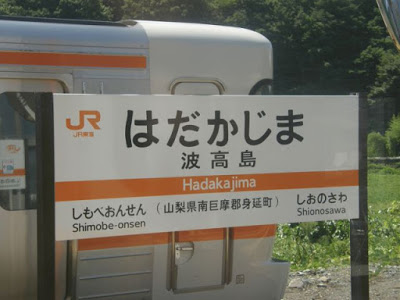 JR
JR東海
はだかじま
波高島
Hadakajima
しもべおんせん
Shimobe-onsen
（山梨県南巨摩郡身延町）
しおのさわ
Shionosawa